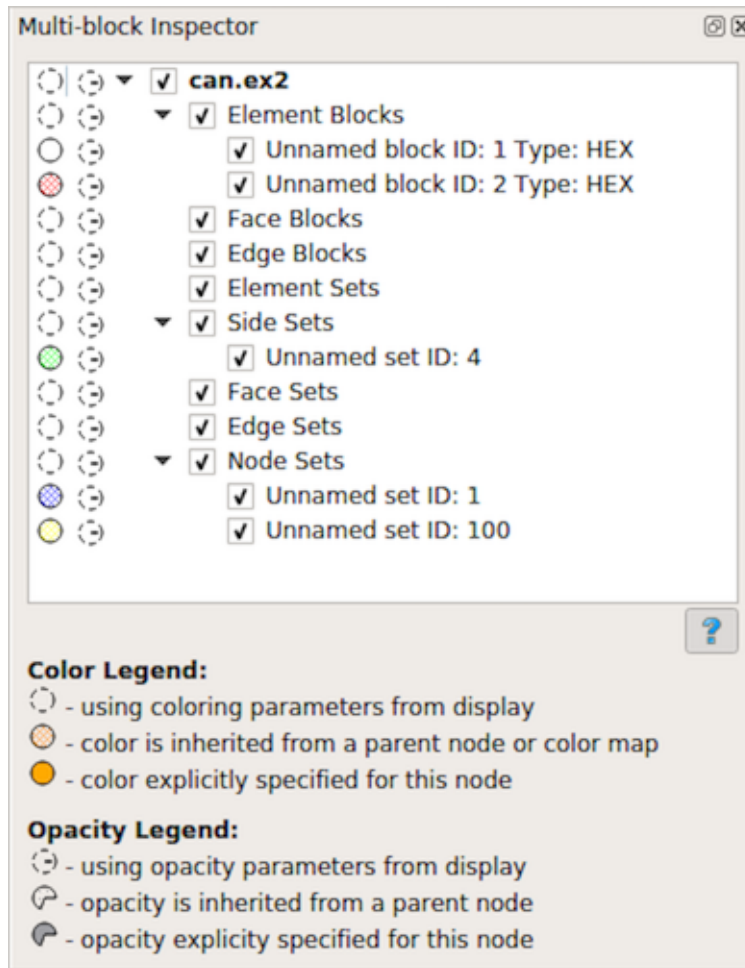 Multi-block Inspector
can.ex2
Element Blocks
Unnamed block ID: 1 Type: HEX
Unnamed block ID: 2 Type: HEX
Face Blocks
Edge Blocks
Element Sets
Side Sets
Unnamed set ID: 4
Face Sets
Edge Sets
Node Sets
Unnamed set ID: 1
Unnamed set ID: 100
?
Color Legend:
- using coloring parameters from display
- color is inherited from a parent node or color map
- color explicitly specified for this node
Opacity Legend:
- using opacity parameters from display
- opacity is inherited from a parent node
- opacity explicity specified for this node